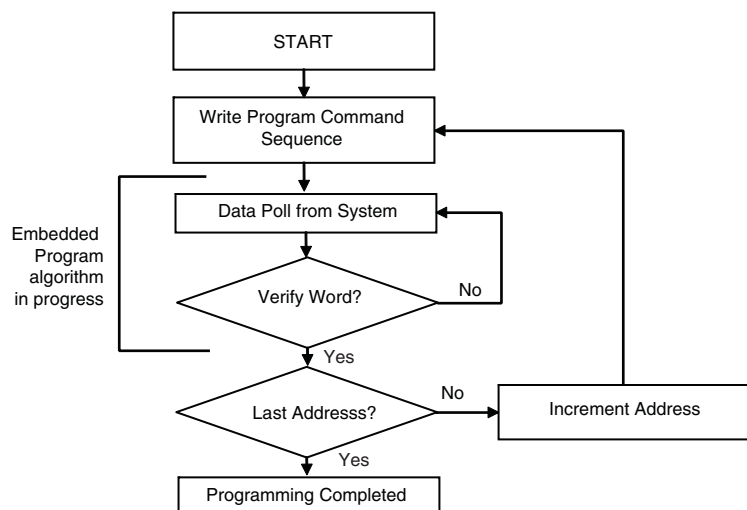 START
Write Program Command
Sequence
Data Poll from System
Embedded
Program
algorithm
in progress
Verify Word?
No
Yes
Last Addresss?
No
Increment Address
Yes
Programming Completed